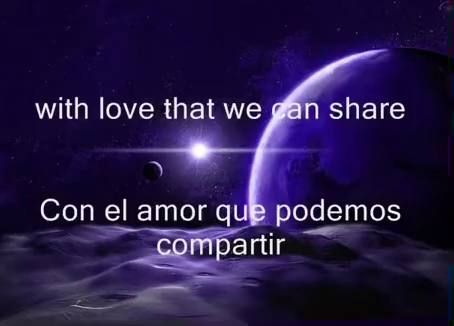 with love that we can share
Con el amor que podemos
compartir